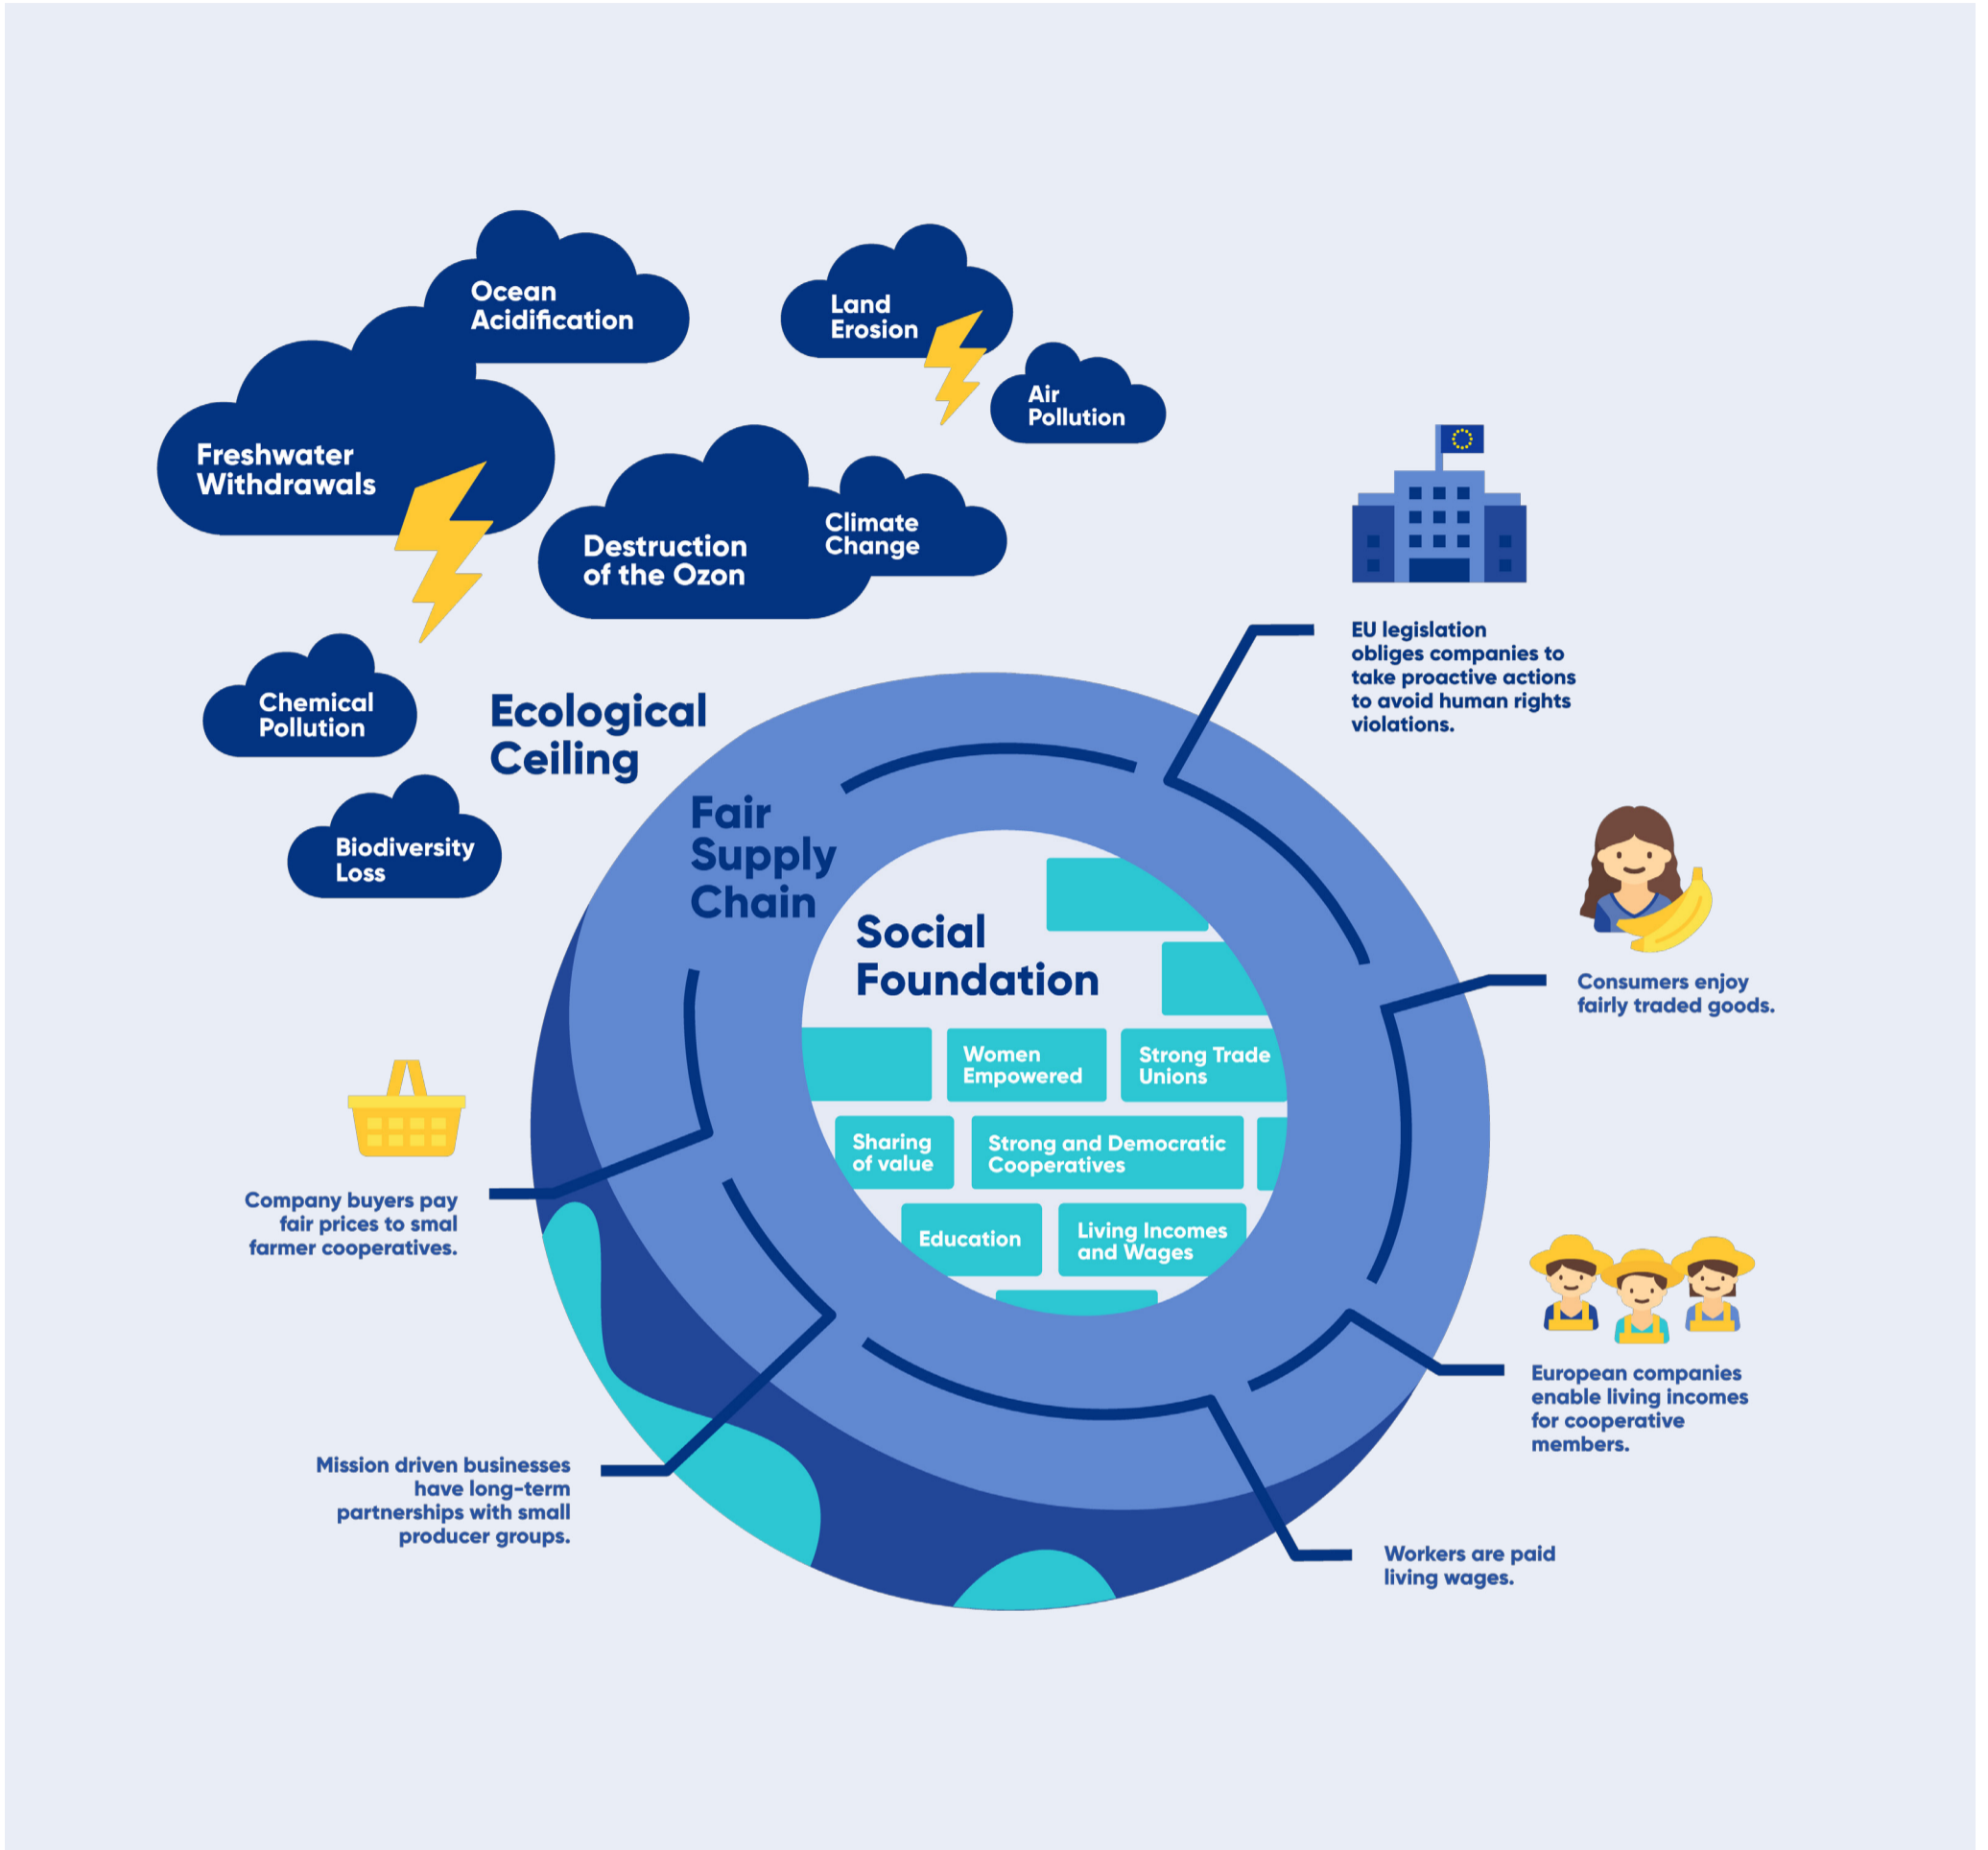 Ocean
Acidification
Land
Erosion
Air
Pollution
Freshwater
Withdrawals
Destruction
of the Ozon
Climate
Change
Chemical
Pollution
Biodiversity
Loss
Ecological
Ceiling
Fair
Supply
Chain
Social
Foundation
Women
Empowered
Strong Trade
Unions
Sharing
of value
Strong and Democratic
Cooperatives
Education
Living Incomes
and Wages
EU legislation
obliges companies to
take proactive actions
to avoid human rights
violations.
Consumers enjoy
fairly traded goods.
European companies
enable living incomes
for cooperative
members.
Workers are paid
living wages.
Mission driven businesses
have long-term
partnerships with small
producer groups.
Company buyers pay
fair prices to smal
farmer cooperatives.